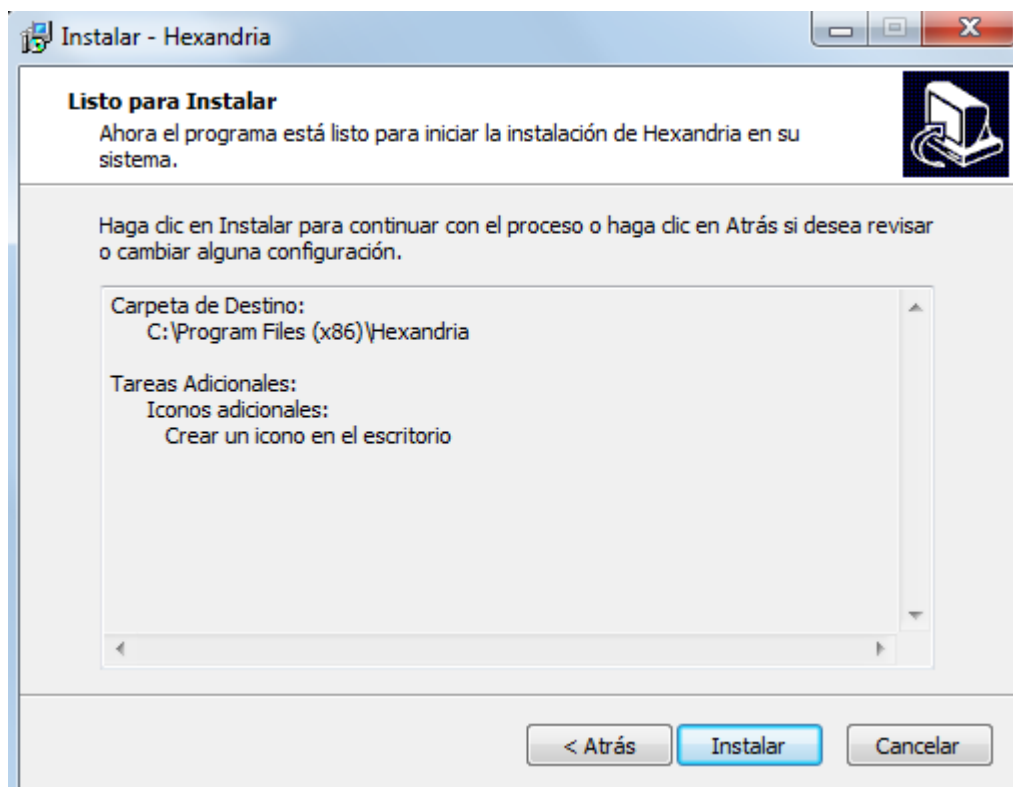 Instalar - Hexandria
Listo para Instalar
Ahora el programa está listo para iniciar la instalación de Hexandria en su
sistema.
Haga clic en Instalar para continuar con el proceso o haga clic en Atrás si desea revisar
o cambiar alguna configuración.
Carpeta de Destino:
C:\Program Files (x86)\Hexandria
Tareas Adicionales:
Iconos adicionales:
Crear un icono en el escritorio
< Atrás Instalar Cancelar